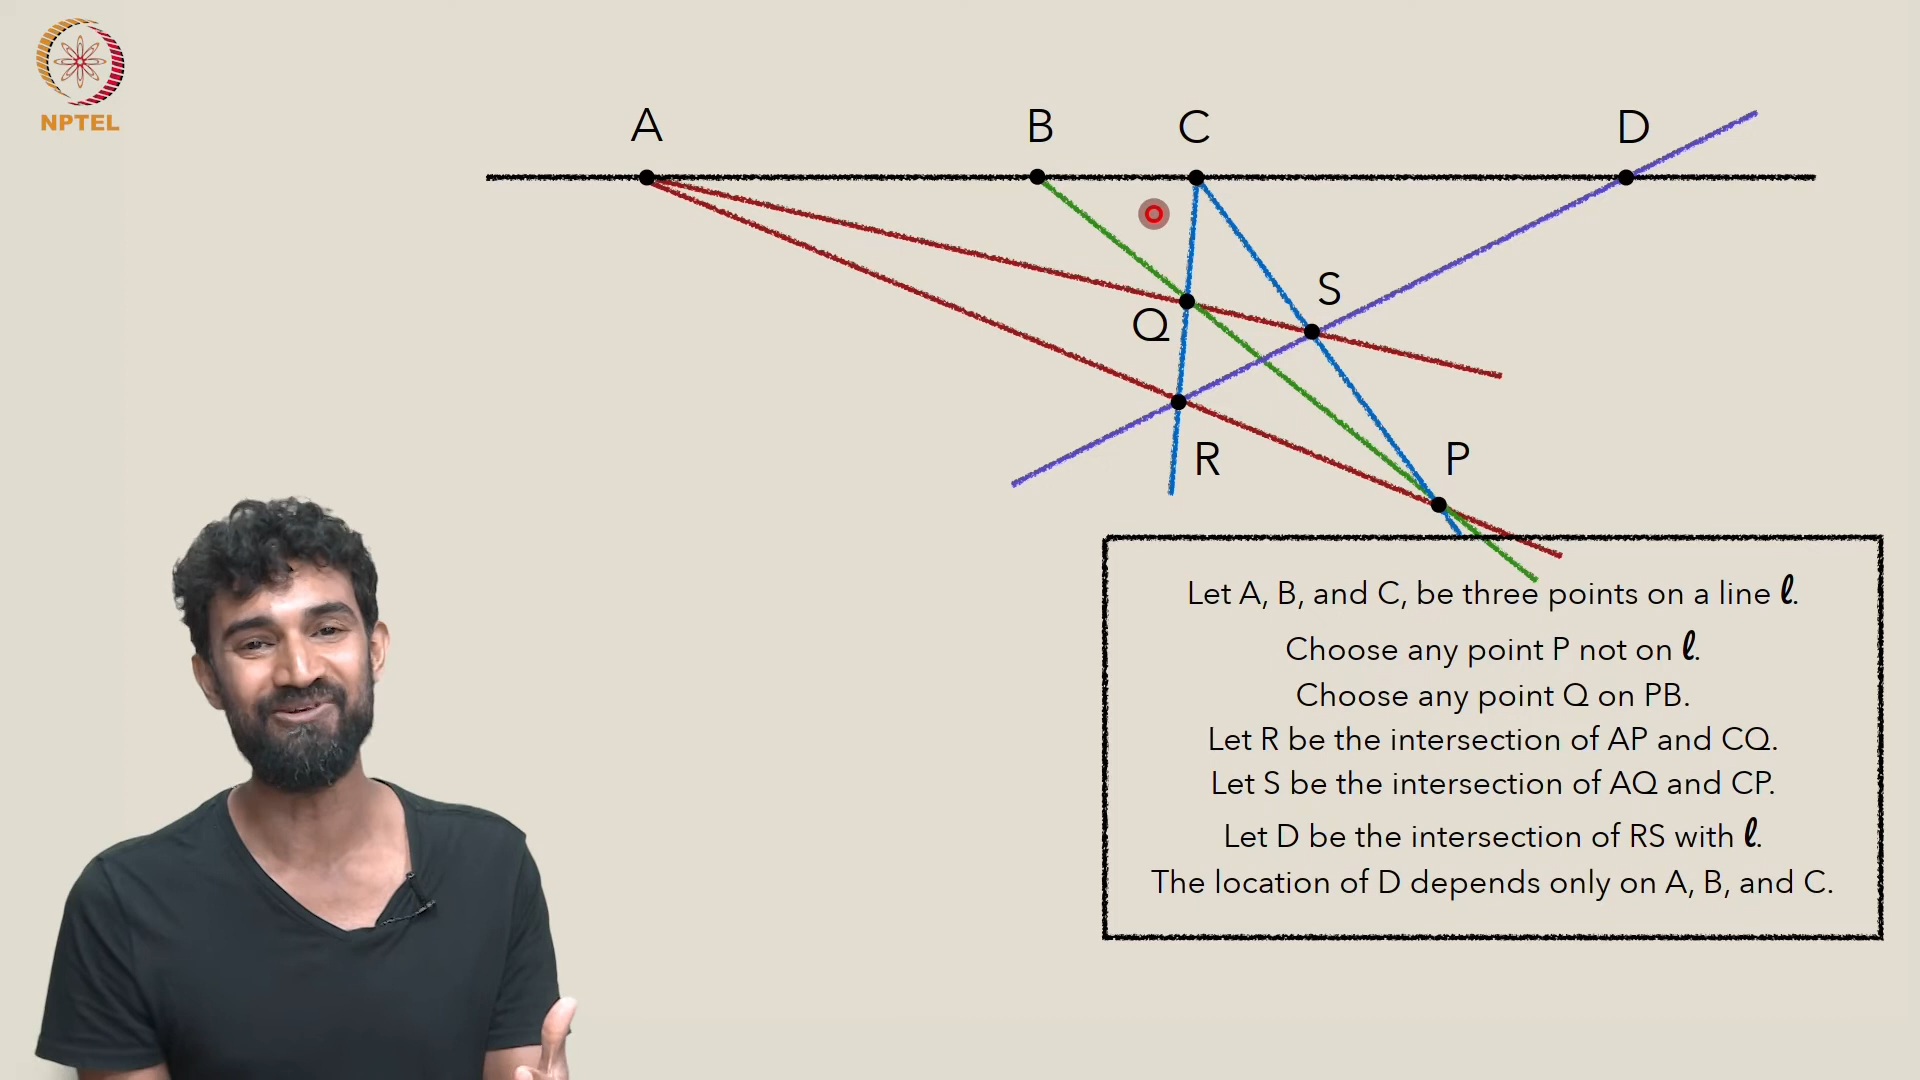 NPTEL
A B C D
S
Q
R P
Let A, B, and C, be three points on a line ℓ.
Choose any point P not on ℓ.
Choose any point Q on PB.
Let R be the intersection of AP and CQ.
Let S be the intersection of AQ and CP.
Let D be the intersection of RS with ℓ.
The location of D depends only on A, B, and C.